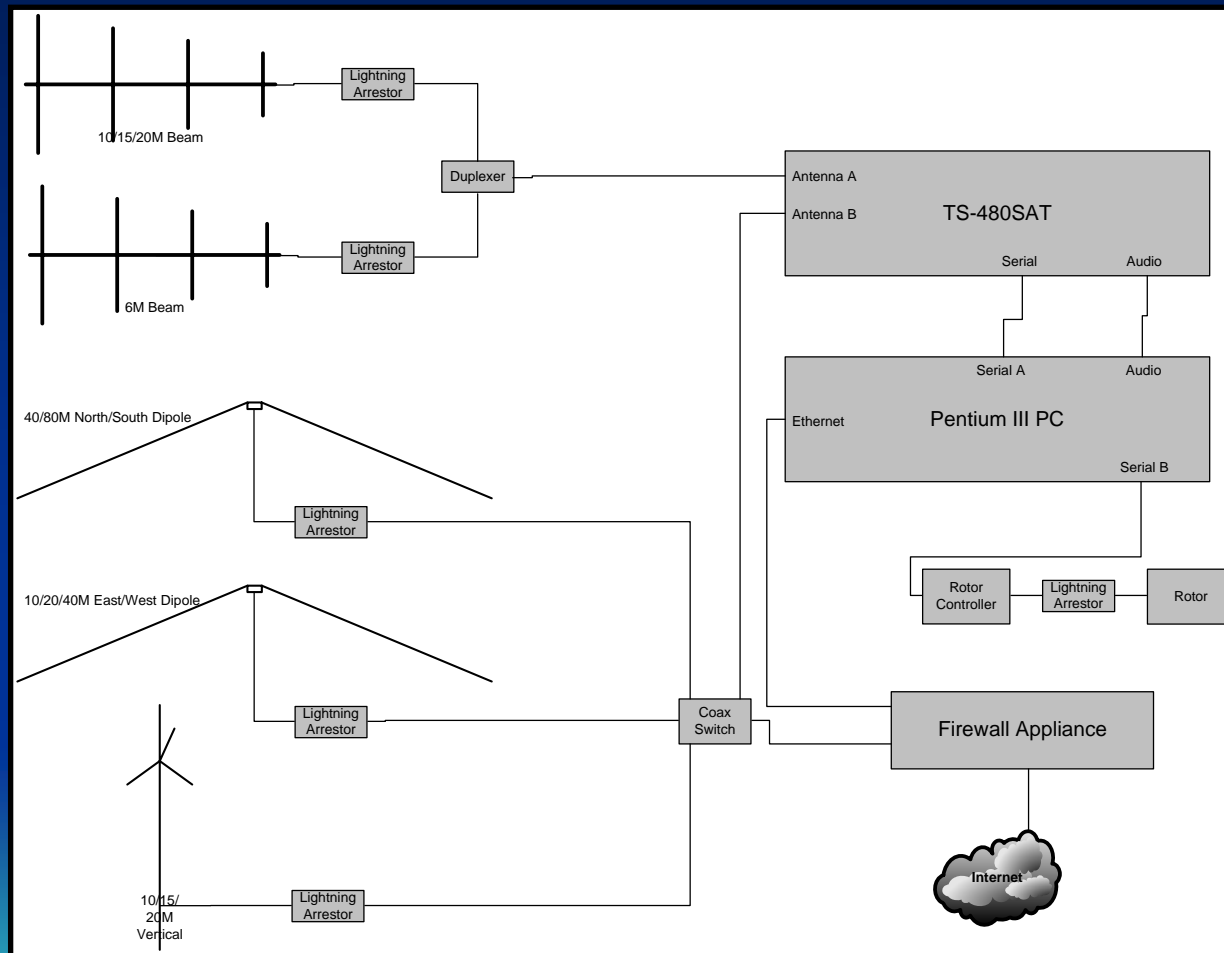 Lightning
Arrestor
10/15/20M Beam
Duplexer
Lightning
Arrestor
6M Beam
Antenna A
Antenna B
TS-480SAT
Serial
Audio
Serial A
Audio
Ethernet
Pentium III PC
Serial B
40/80M North/South Dipole
Lightning
Arrestor
10/20/40M East/West Dipole
Lightning
Arrestor
Rotor
Controller
Lightning
Arrestor
Rotor
Coax
Switch
Firewall Appliance
Internet
10/15/
20M
Vertical
Lightning
Arrestor